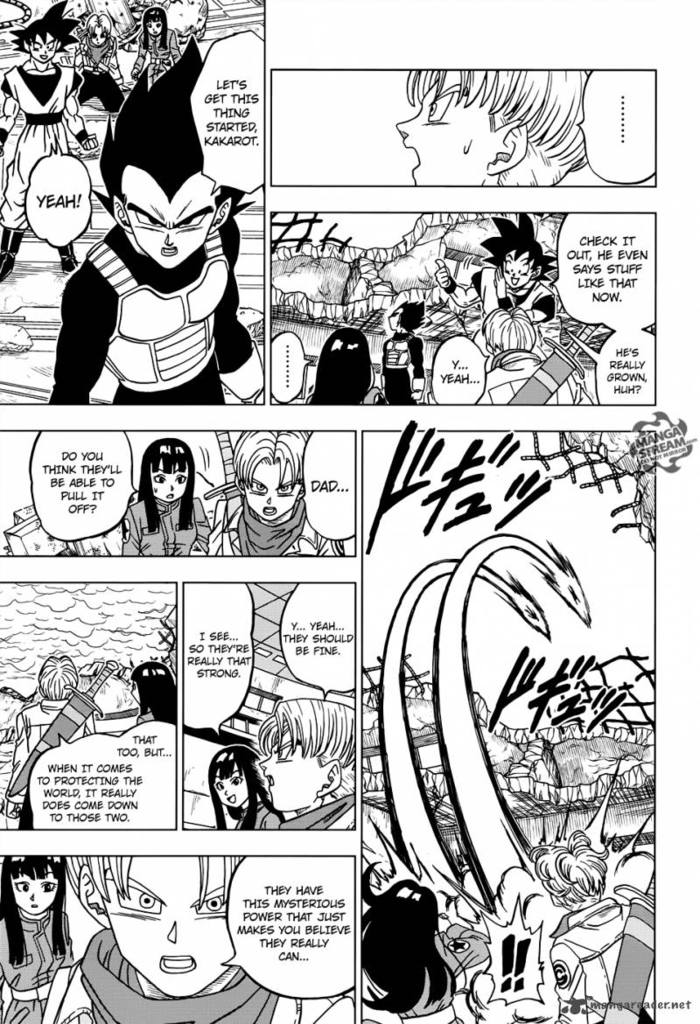 .......
CHECK IT
OUT, HE EVEN
SAYS STUFF
LIKE THAT
NOW.
HE'S
REALLY
GROWN,
HUH?
Y...
YEAH...
.......
LET'S
GET THIS
THING
STARTED,
KAKAROT.
YEAH!
MANGA
STREAM
ドギュッ
ドギュッ
!!
DAD...
DO YOU
THINK THEY'LL
BE ABLE TO
PULL IT
OFF?
Y... YEAH...
THEY SHOULD
BE FINE.
I SEE...
SO THEY'RE
REALLY THAT
STRONG.
THAT
TOO, BUT...
WHEN IT COMES
TO PROTECTING THE
WORLD, IT REALLY
DOES COME DOWN
TO THOSE TWO.
THEY HAVE
THIS MYSTERIOUS
POWER THAT JUST
MAKES YOU BELIEVE
THEY REALLY
CAN...
mangareader.net